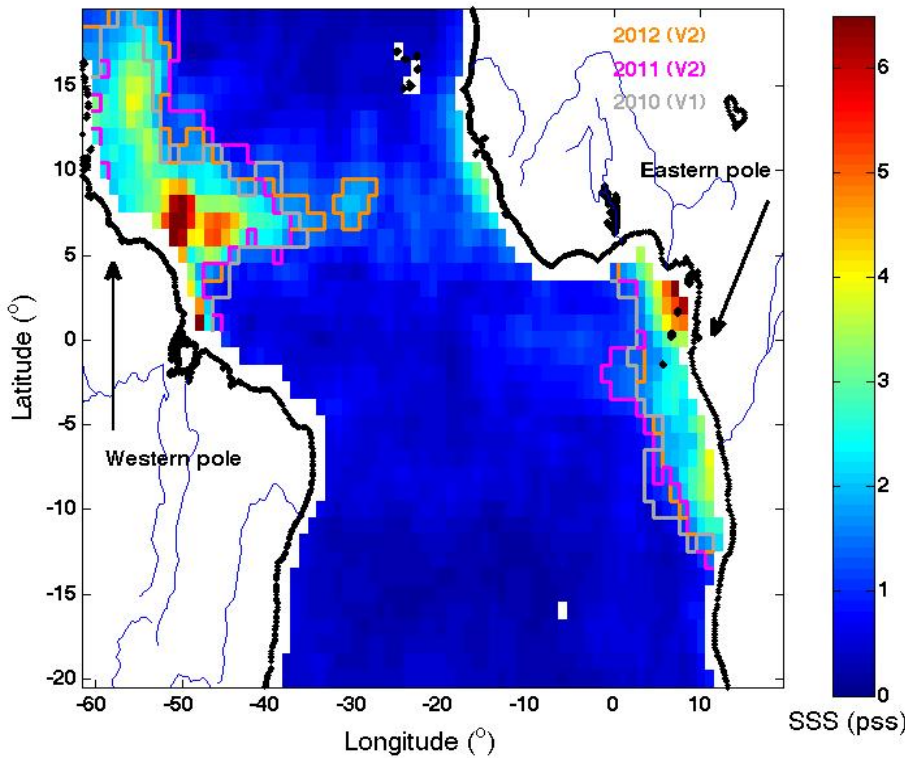 2012 (V2)
2011 (V2)
2010 (V1)
Eastern pole
Western pole
15
10
5
0
-5
-10
-15
-20
Latitude (°)
-60
-50
-40
-30
-20
-10
0
10
Longitude (°)
6
5
4
3
2
1
0
SSS (pss)